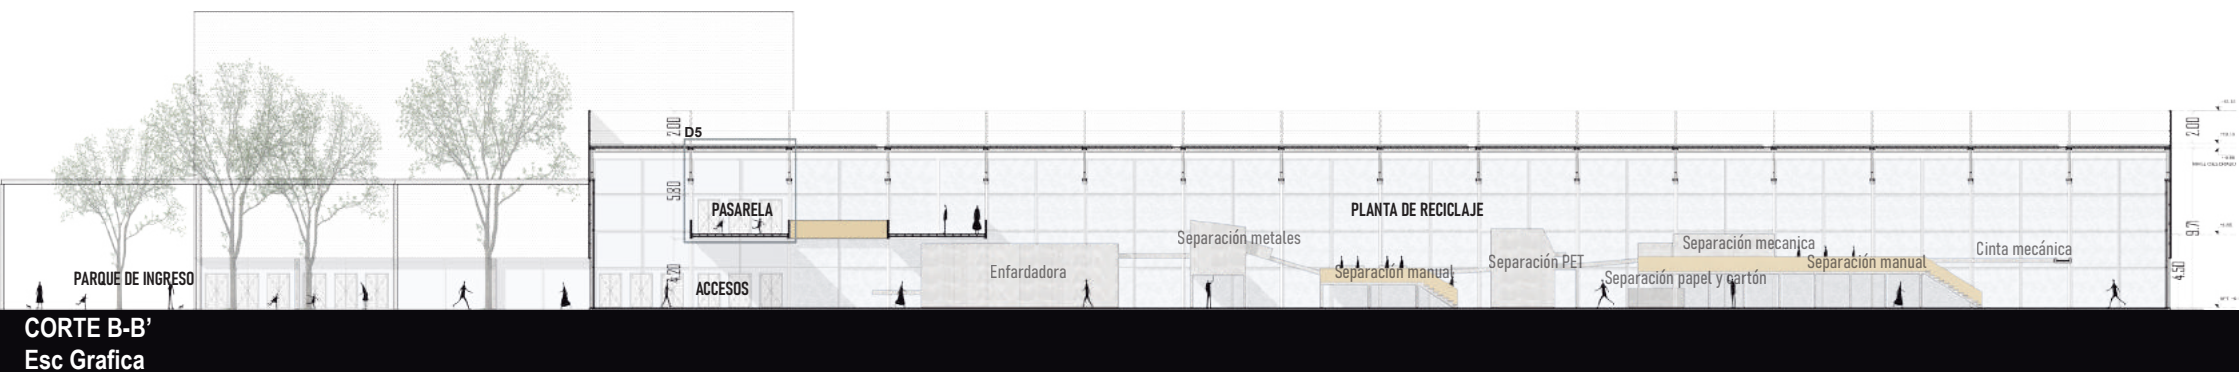 2.00
D5
2.00
5.80
PASARELA
PLANTA DE RECICLAJE
9.71
Separación metales
Separación mecanica
Cinta mecánica
PARQUE DE INGRESO
4.20
ACCESOS
Enfardadora
Separación manual
Separación PET
Separación papel y cartón
Separación manual
4.50
CORTE B-B'
Esc Grafica